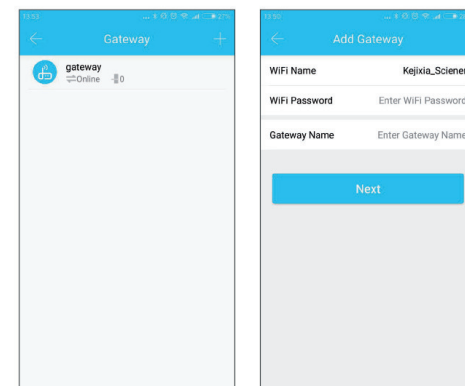 13:53 27%
Gateway
gateway
Online 0
13:50
Add Gateway
WiFi Name Kejixia_Sciener
WiFi Password Enter WiFi Password
Gateway Name Enter Gateway Name
Next